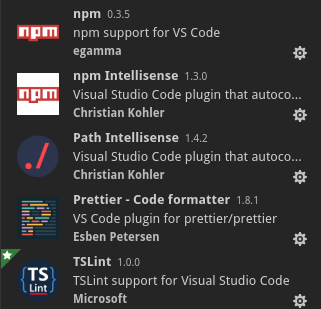 npm 0.3.5
npm
npm support for VS Code
egamma
npm Intellisense 1.3.0
npm
Visual Studio Code plugin that autoco...
Christian Kohler
Path Intellisense 1.4.2
./
Visual Studio Code plugin that autoco...
Christian Kohler
Prettier - Code formatter 1.8.1
VS Code plugin for prettier/prettier
Esben Petersen
TSLint 1.0.0
TS
Lint
TSLint support for Visual Studio Code
Microsoft